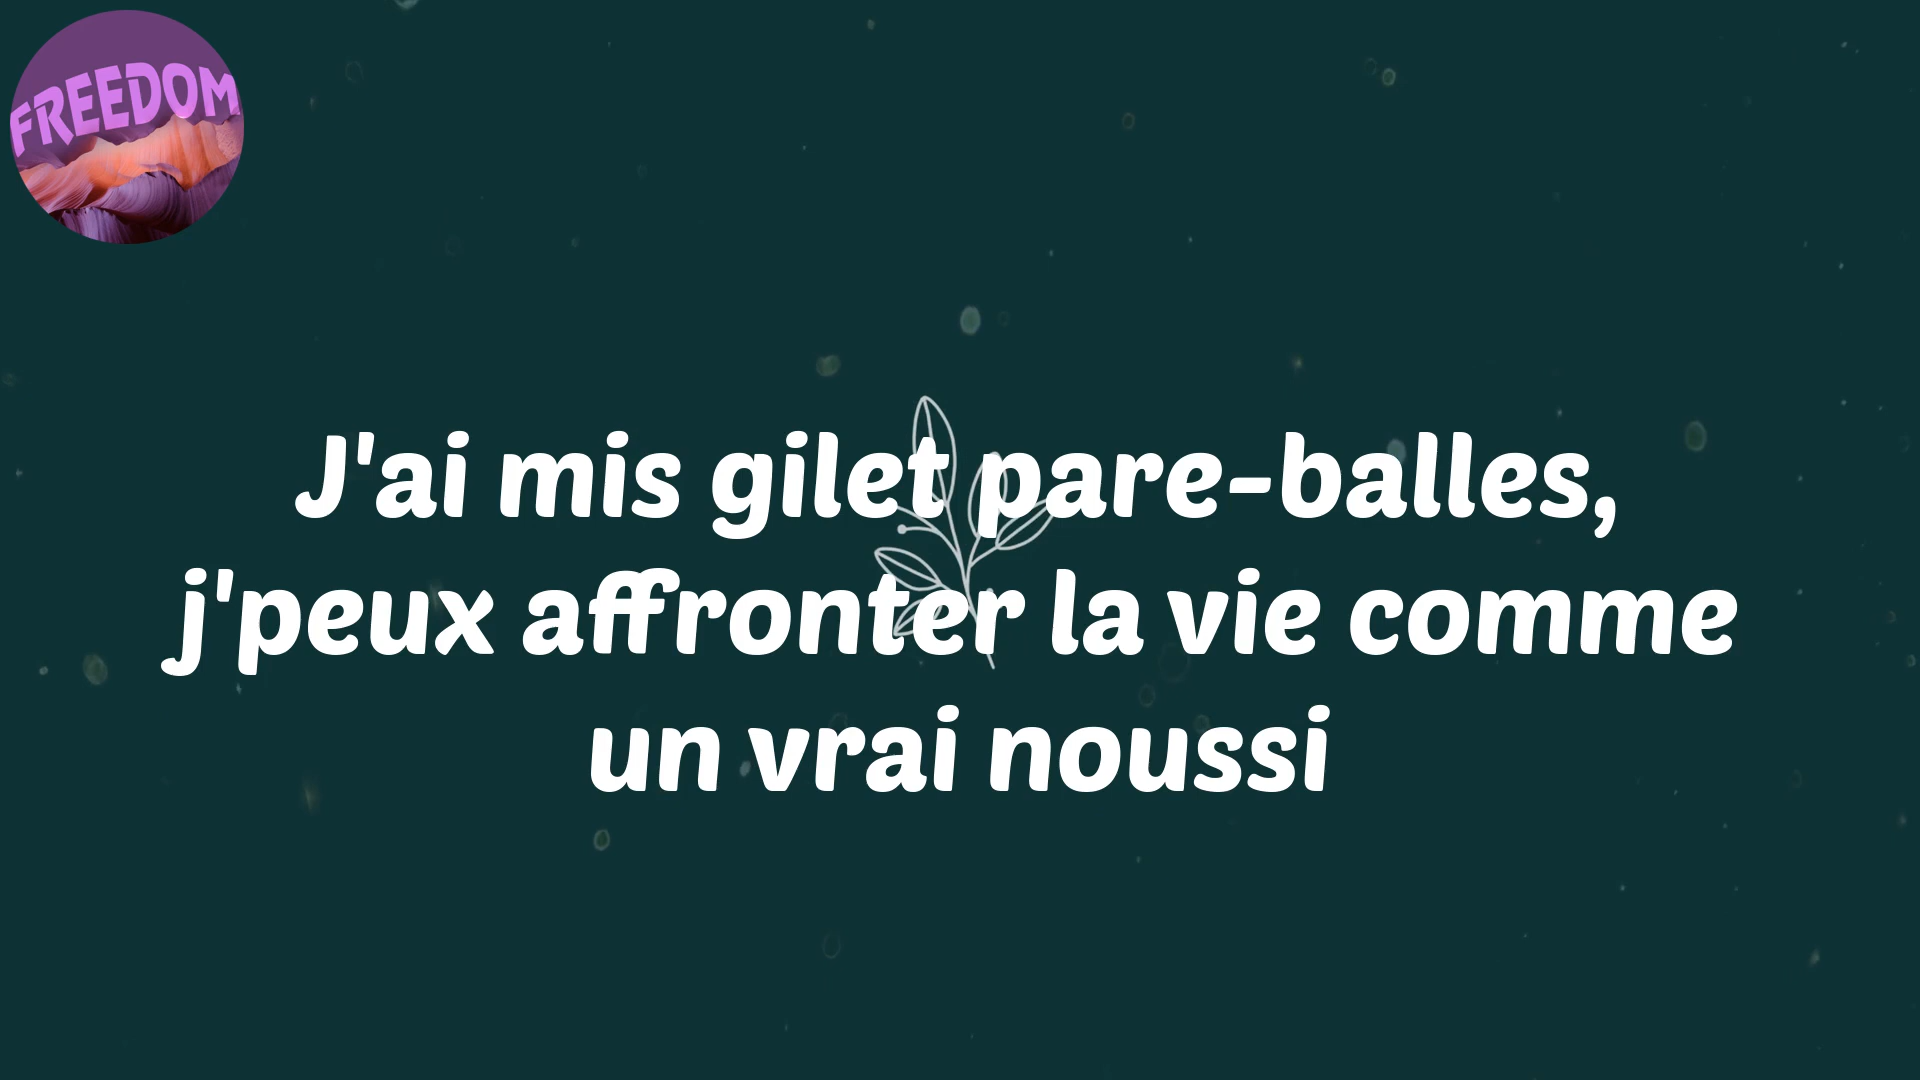 FREEDOM
J'ai mis gilet pare-balles,
j'peux affronter la vie comme
un vrai noussi